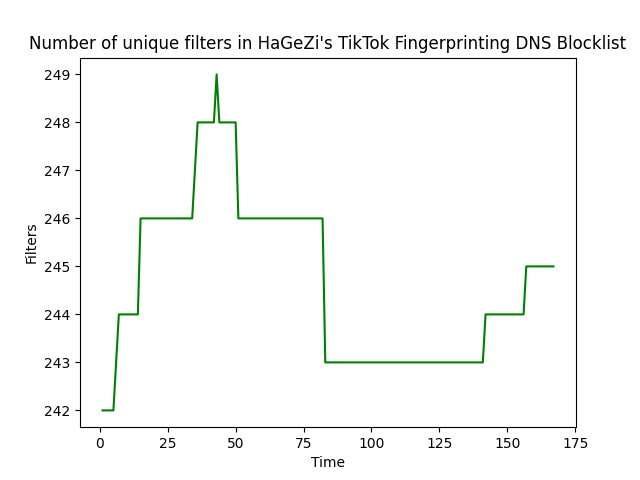 Number of unique filters in HaGeZi's TikTok Fingerprinting DNS Blocklist
249
248
247
246
245
244
243
242
Filters
0 25 50 75 100 125 150 175
Time